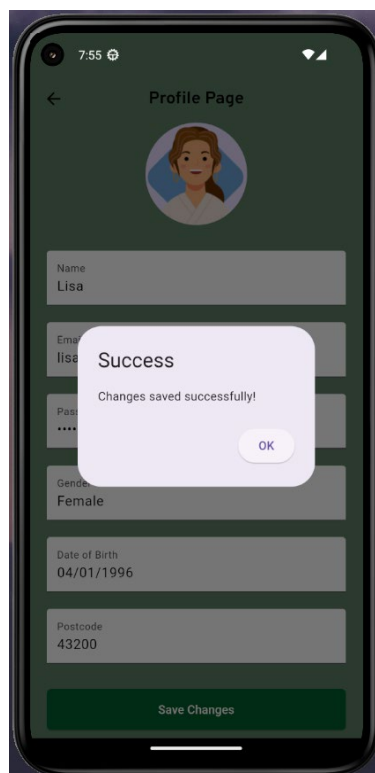 7:55
Profile Page
Name
Lisa
Success
Changes saved successfully!
OK
Female
Date of Birth
04/01/1996
Postcode
43200
Save Changes